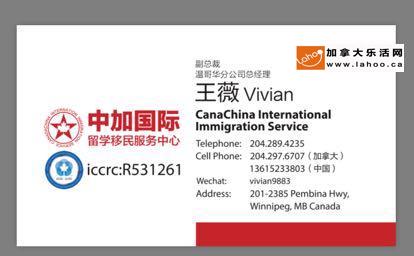 加拿大乐活网
Lahoo
www.lahoo.ca
副总裁
温哥华分公司总经理
王薇 Vivian
CanaChina International
Immigration Service
中加国际
留学移民服务中心
iccrc:R531261
Telephone: 204.289.4235
Cell Phone: 204.297.6707（加拿大）
13615233803（中国）
Wechat: vivian9883
Address: 201-2385 Pembina Hwy,
Winnipeg, MB Canada